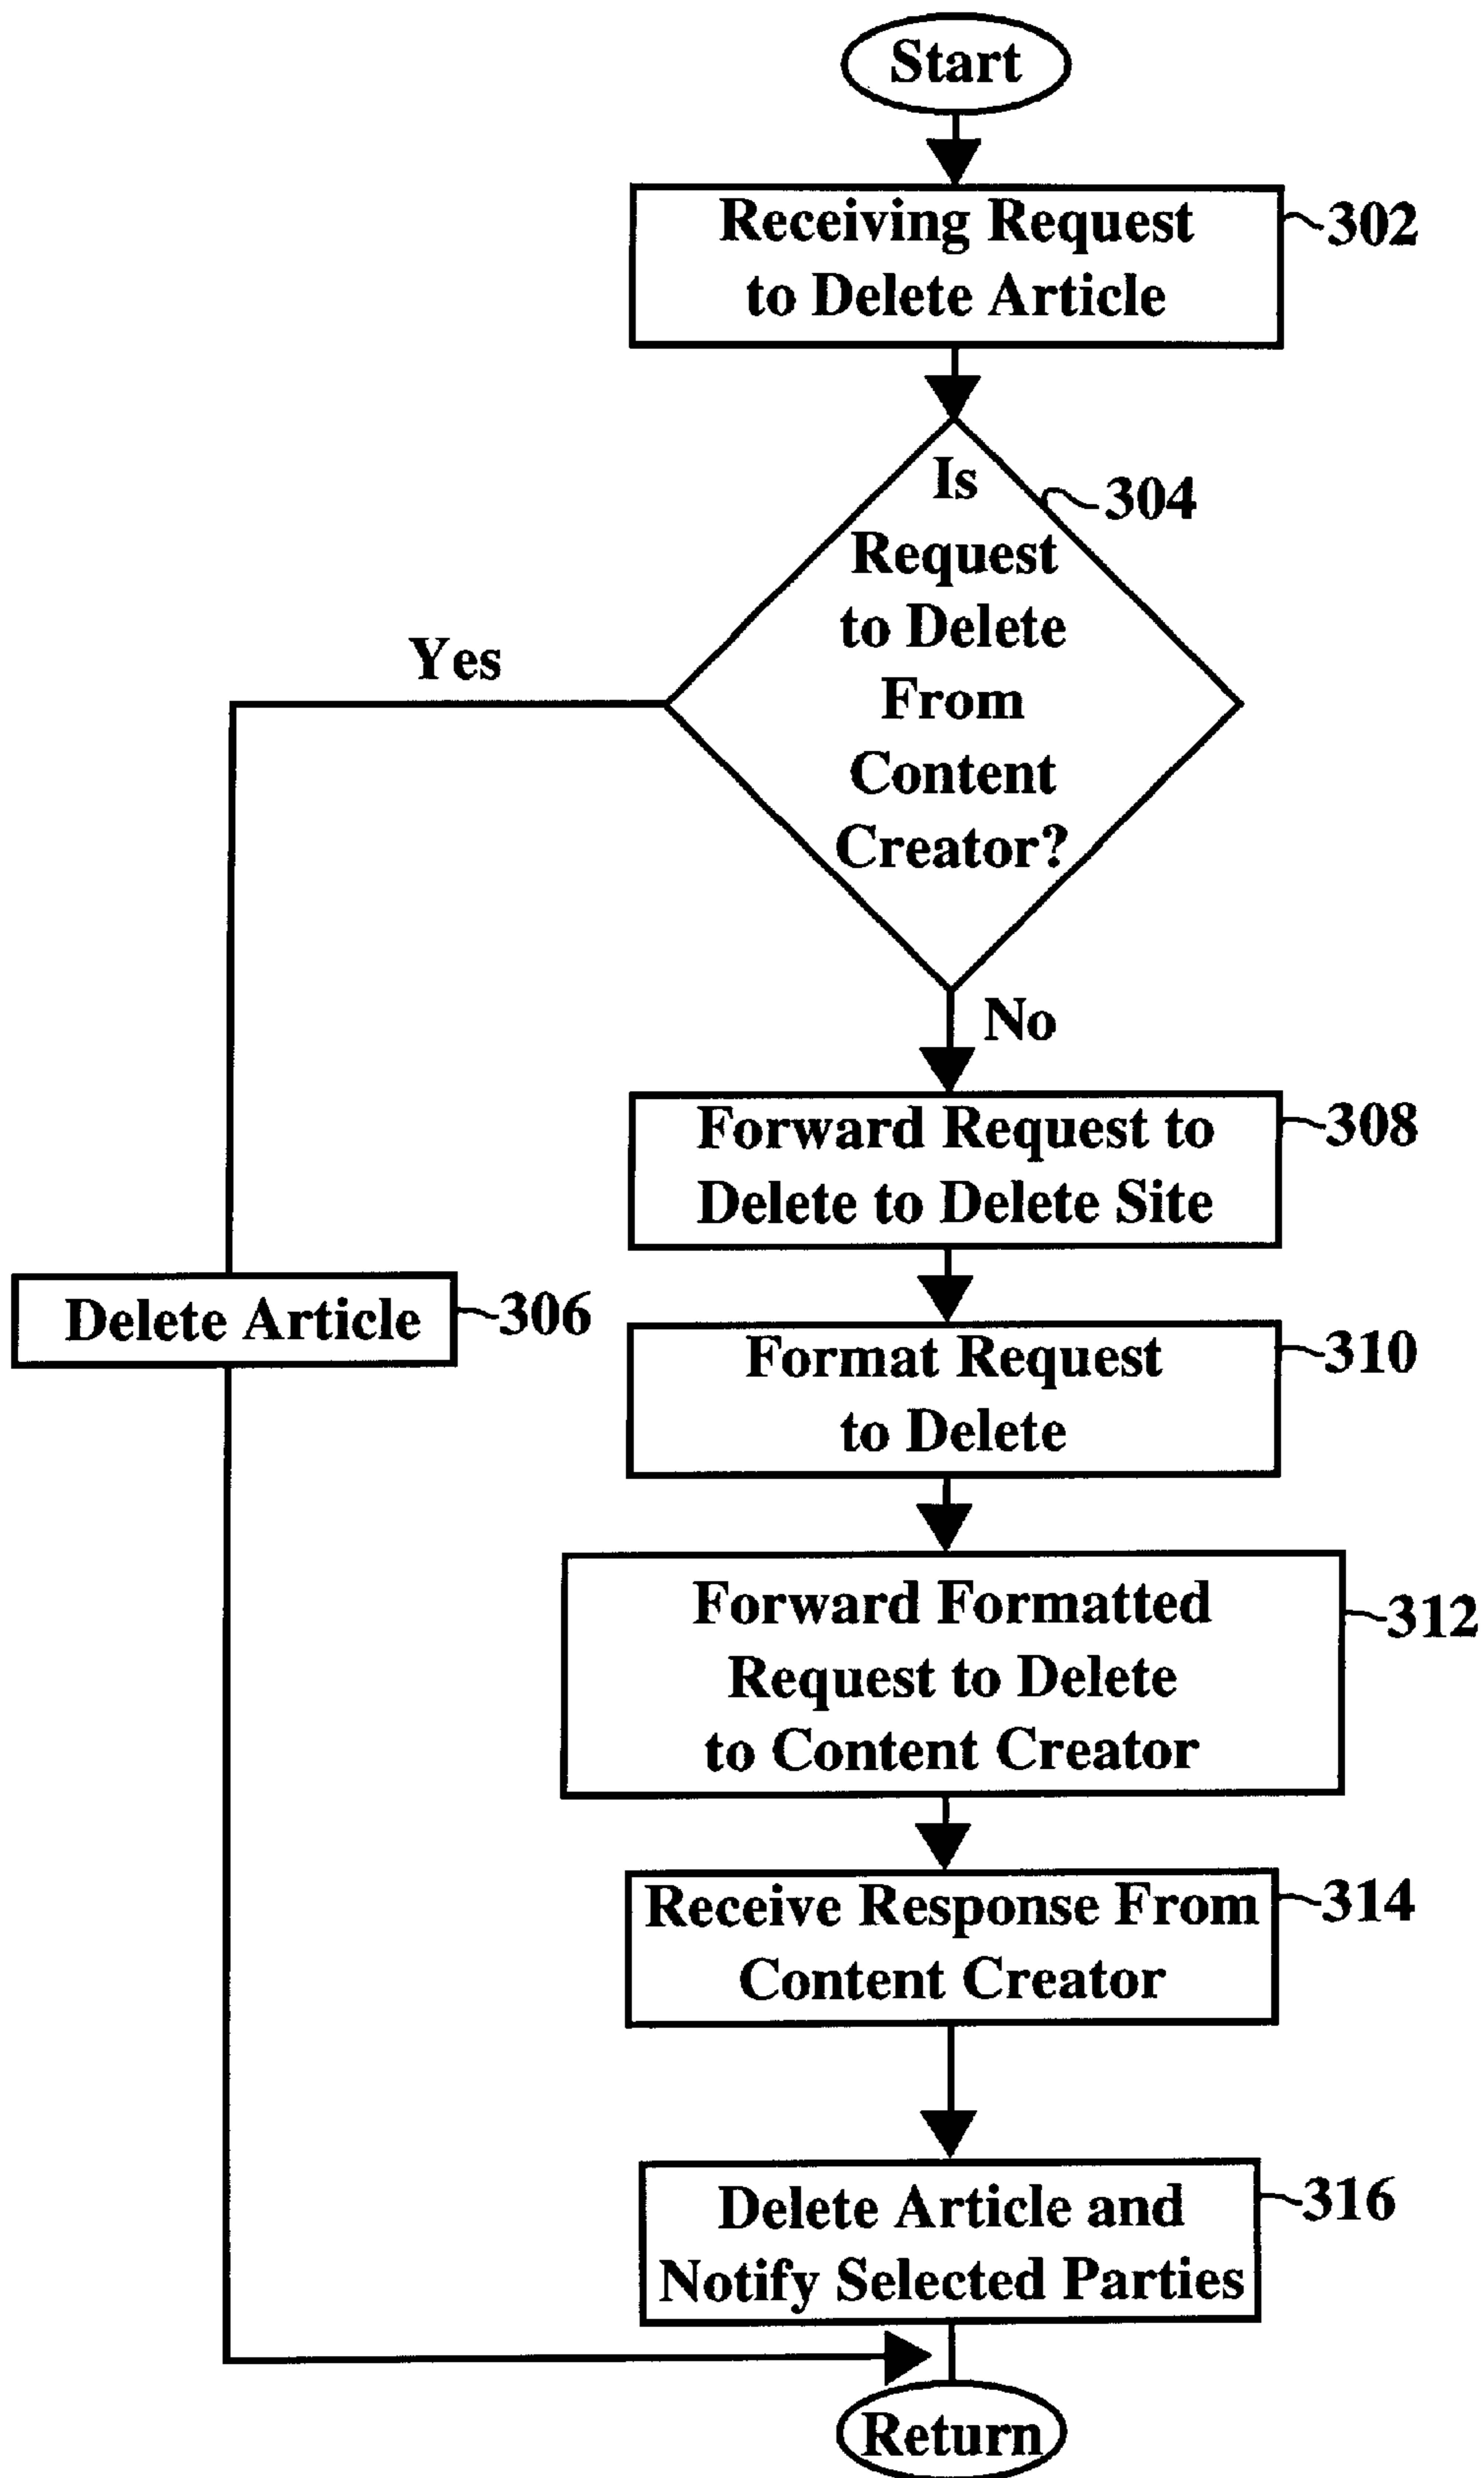 Start
Receiving Request
to Delete Article
302
Is
Request
to Delete
From
Content
Creator?
304
Yes
No
Forward Request to
Delete to Delete Site
308
Delete Article
306
Format Request
to Delete
310
Forward Formatted
Request to Delete
to Content Creator
312
Receive Response From
Content Creator
314
Delete Article and
Notify Selected Parties
316
Return